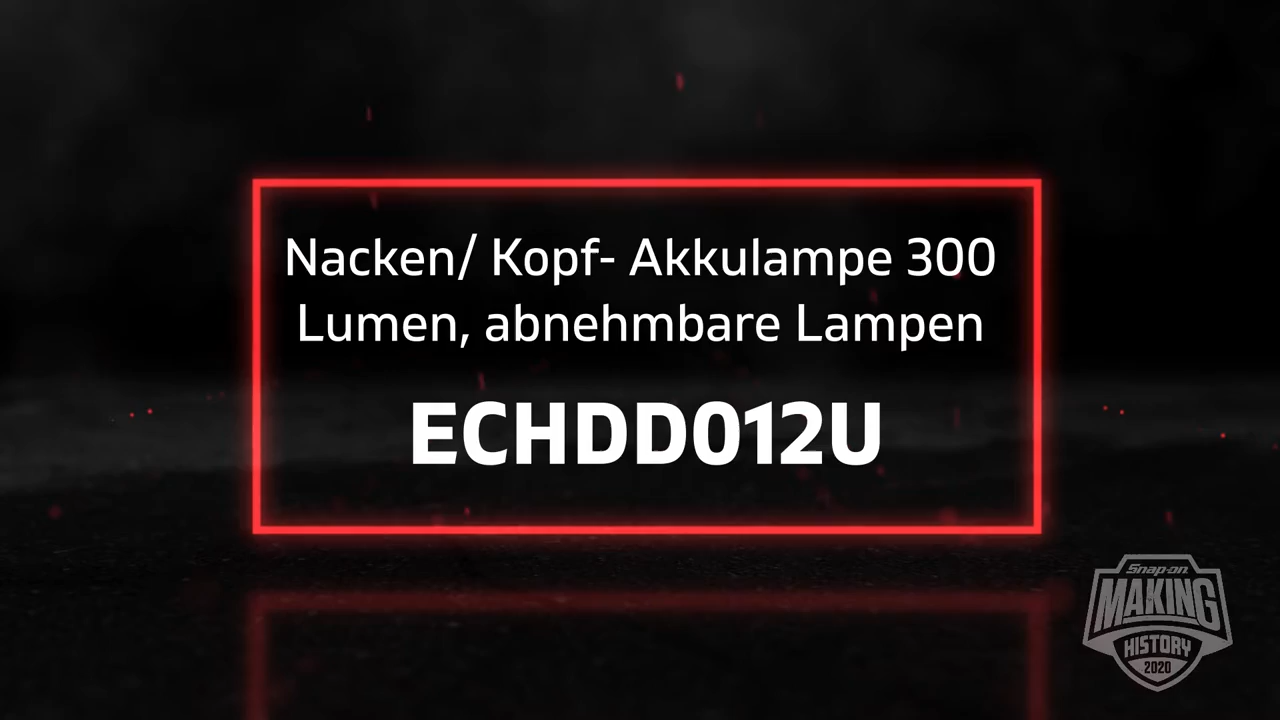 Nacken/ Kopf- Akkulampe 300
Lumen, abnehmbare Lampen
ECHDD012U
Snap-on
MAKING
HISTORY
2020